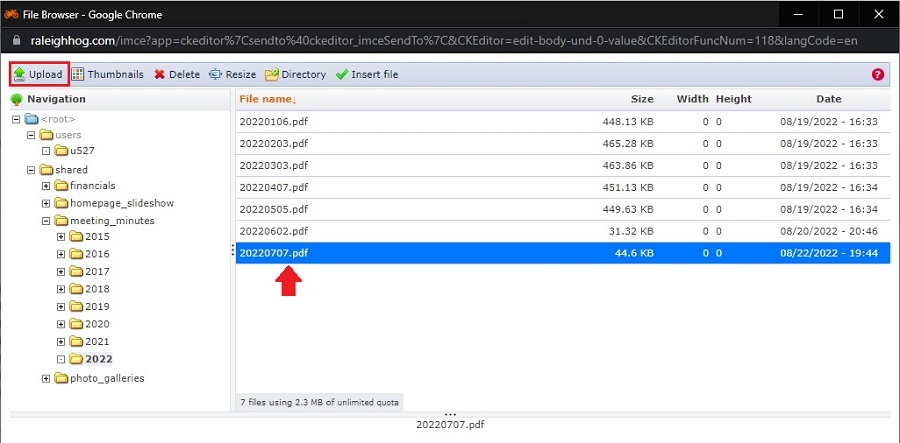 File Browser - Google Chrome
raleighhog.com/imce?app=ckeditor%7Csendto%40ckeditor_imceSendTo%7C&CKEditor=edit-body-und-0-value&CKEditorFuncNum=118&langCode=en
Upload Thumbnails Delete Resize Directory Insert file ?
Navigation
<root>
users
u527
shared
financials
homepage_slideshow
meeting_minutes
2015
2016
2017
2018
2019
2020
2021
2022
photo_galleries
File name↓ Size Width Height Date
20220106.pdf 448.13 KB 0 0 08/19/2022 - 16:33
20220203.pdf 465.28 KB 0 0 08/19/2022 - 16:33
20220303.pdf 463.86 KB 0 0 08/19/2022 - 16:33
20220407.pdf 451.13 KB 0 0 08/19/2022 - 16:34
20220505.pdf 449.63 KB 0 0 08/19/2022 - 16:34
20220602.pdf 31.32 KB 0 0 08/20/2022 - 20:46
20220707.pdf 44.6 KB 0 0 08/22/2022 - 19:44
7 files using 2.3 MB of unlimited quota
20220707.pdf